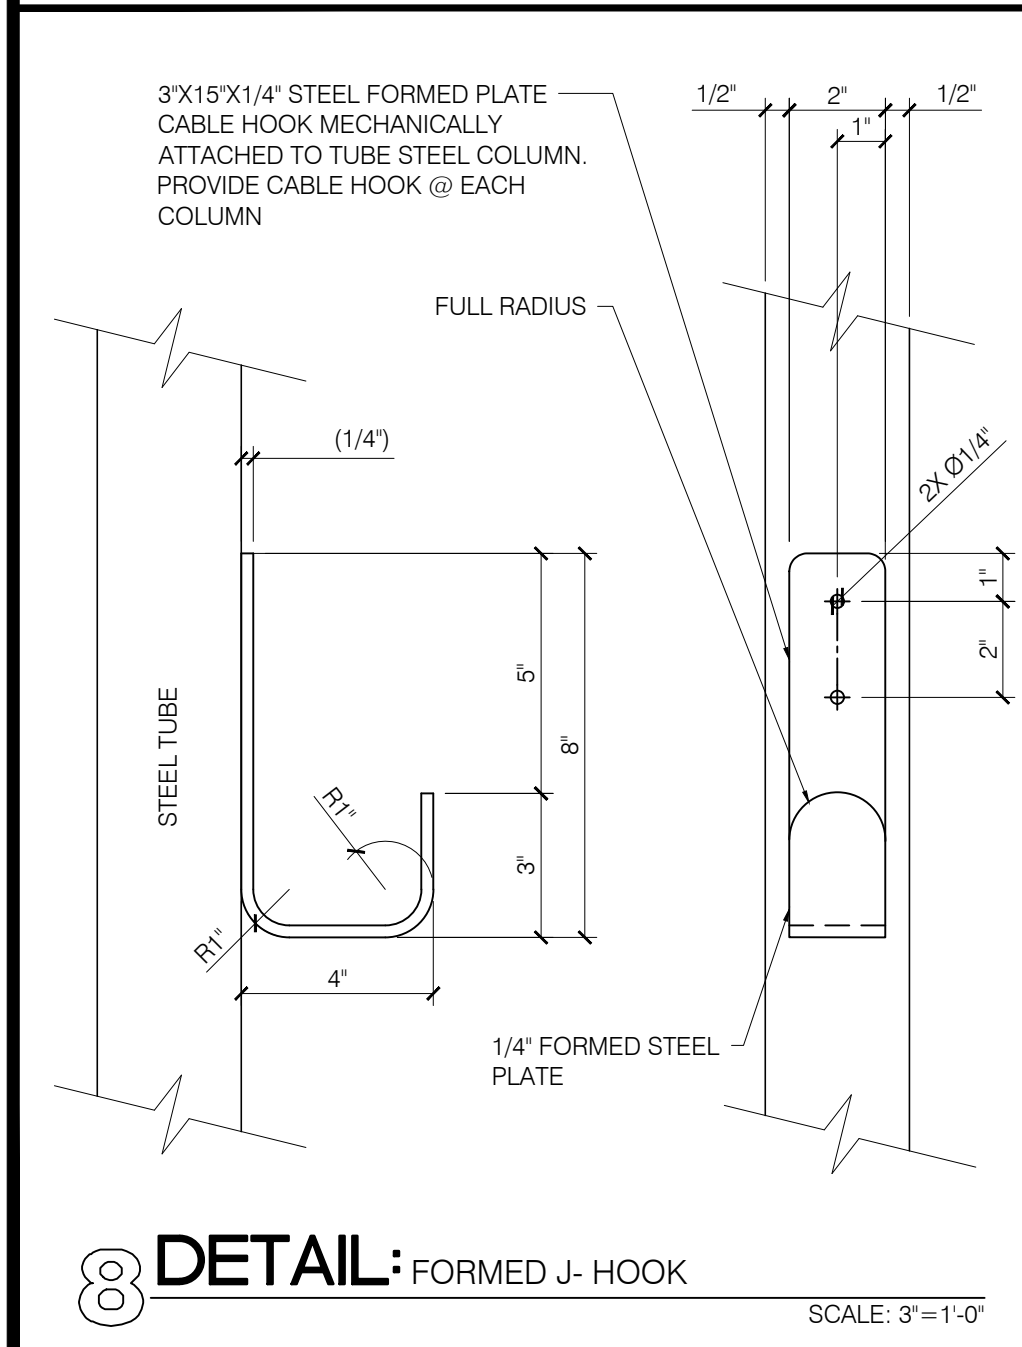 3"X15"X1/4" STEEL FORMED PLATE
CABLE HOOK MECHANICALLY
ATTACHED TO TUBE STEEL COLUMN.
PROVIDE CABLE HOOK @ EACH
COLUMN
1/2"
2"
1/2"
1"
FULL RADIUS
(1/4")
2X Ø1/4"
1"
2"
5"
8"
STEEL TUBE
R1"
3"
R1"
4"
1/4" FORMED STEEL
PLATE
8 DETAIL: FORMED J- HOOK
SCALE: 3"=1'-0"